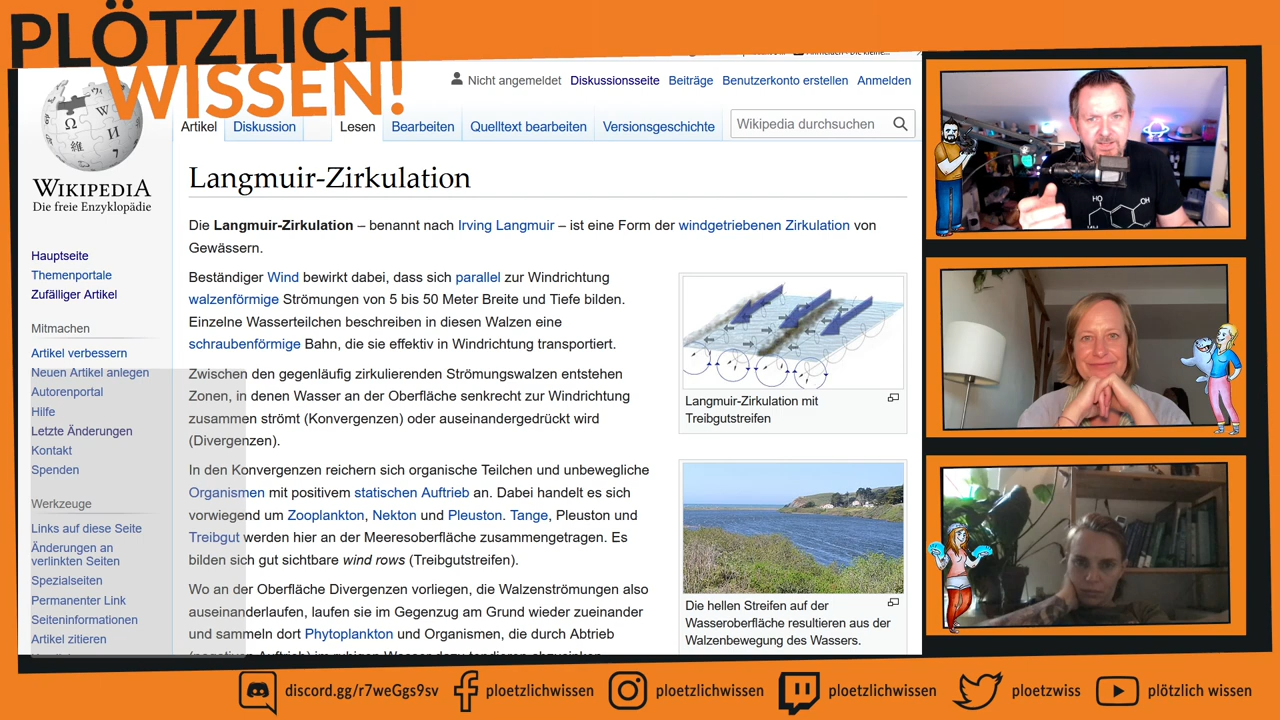 PLÖTZLICH
WISSEN!
Nicht angemeldet Diskussionsseite Beiträge Benutzerkonto erstellen Anmelden
Artikel Diskussion Lesen Bearbeiten Quelltext bearbeiten Versionsgeschichte Wikipedia durchsuchen
WIKIPEDIA
Die freie Enzyklopädie
Hauptseite
Themenportale
Zufälliger Artikel
Mitmachen
Artikel verbessern
Neuen Artikel anlegen
Autorenportal
Hilfe
Letzte Änderungen
Kontakt
Spenden
Werkzeuge
Links auf diese Seite
Änderungen an
verlinkten Seiten
Spezialseiten
Permanenter Link
Seiteninformationen
Artikel zitieren
Langmuir-Zirkulation
Die Langmuir-Zirkulation – benannt nach Irving Langmuir – ist eine Form der windgetriebenen Zirkulation von
Gewässern.
Beständiger Wind bewirkt dabei, dass sich parallel zur Windrichtung
walzenförmige Strömungen von 5 bis 50 Meter Breite und Tiefe bilden.
Einzelne Wasserteilchen beschreiben in diesen Walzen eine
schraubenförmige Bahn, die sie effektiv in Windrichtung transportiert.
Zwischen den gegenläufig zirkulierenden Strömungswalzen entstehen
Zonen, in denen Wasser an der Oberfläche senkrecht zur Windrichtung
zusammen strömt (Konvergenzen) oder auseinandergedrückt wird
(Divergenzen).
In den Konvergenzen reichern sich organische Teilchen und unbewegliche
Organismen mit positivem statischen Auftrieb an. Dabei handelt es sich
vorwiegend um Zooplankton, Nekton und Pleuston. Tange, Pleuston und
Treibgut werden hier an der Meeresoberfläche zusammengetragen. Es
bilden sich gut sichtbare wind rows (Treibgutstreifen).
Wo an der Oberfläche Divergenzen vorliegen, die Walzenströmungen also
auseinanderlaufen, laufen sie im Gegenzug am Grund wieder zueinander
und sammeln dort Phytoplankton und Organismen, die durch Abtrieb
Langmuir-Zirkulation mit
Treibgutstreifen
Die hellen Streifen auf der
Wasseroberfläche resultieren aus der
Walzenbewegung des Wassers.
HO
OH
discord.gg/r7weGgs9sv ploetzlichwissen ploetzlichwissen ploetzlichwissen ploetzwiss plötzlich wissen